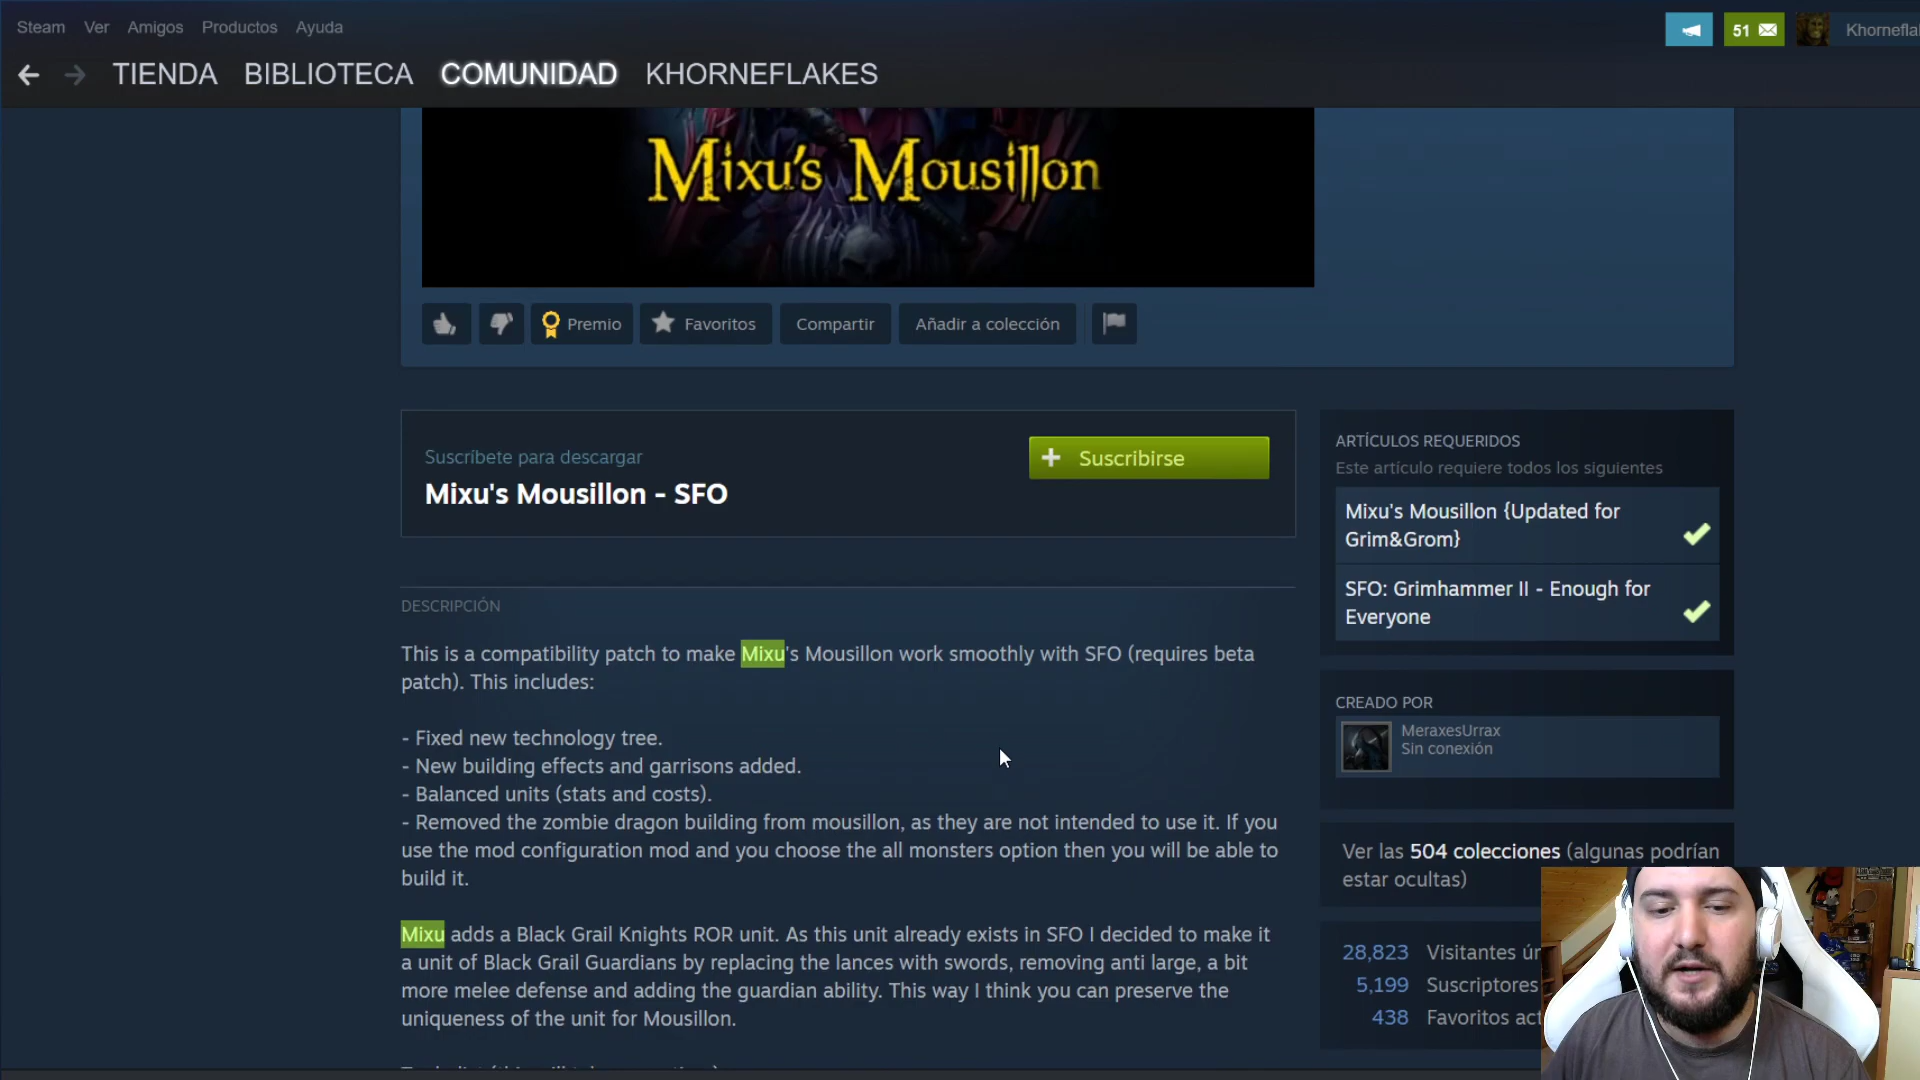 Steam Ver Amigos Productos Ayuda
51
TIENDA BIBLIOTECA COMUNIDAD KHORNEFLAKES
Mixu's Mousillon
Premio Favoritos Compartir Añadir a colección
Suscríbete para descargar
Mixu's Mousillon - SFO
Suscribirse
DESCRIPCIÓN
This is a compatibility patch to make Mixu's Mousillon work smoothly with SFO (requires beta
patch). This includes:
- Fixed new technology tree.
- New building effects and garrisons added.
- Balanced units (stats and costs).
- Removed the zombie dragon building from mousillon, as they are not intended to use it. If you
use the mod configuration mod and you choose the all monsters option then you will be able to
build it.
Mixu adds a Black Grail Knights ROR unit. As this unit already exists in SFO I decided to make it
a unit of Black Grail Guardians by replacing the lances with swords, removing anti large, a bit
more melee defense and adding the guardian ability. This way I think you can preserve the
uniqueness of the unit for Mousillon.
ARTÍCULOS REQUERIDOS
Este artículo requiere todos los siguientes
Mixu's Mousillon {Updated for
Grim&Grom}
SFO: Grimhammer II - Enough for
Everyone
CREADO POR
MeraxesUrrax
Sin conexión
Ver las 504 colecciones (algunas podrían
estar ocultas)
28,823 Visitantes
5,199 Suscriptores
438 Favoritos